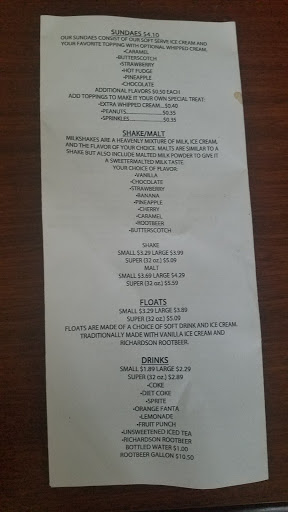 SUNDAES $4.10
OUR SUNDAES CONSIST OF OUR SOFT SERVE ICE CREAM AND
YOUR FAVORITE TOPPING WITH OPTIONAL WHIPPED CREAM.
•CARAMEL
•BUTTERSCOTCH
•STRAWBERRY
•HOT FUDGE
•PINEAPPLE
•CHOCOLATE
ADDITIONAL FLAVORS $0.50 EACH
ADD TOPPINGS TO MAKE IT YOUR OWN SPECIAL TREAT:
•EXTRA WHIPPED CREAM....$0.40
•PEANUTS....................$0.35
•SPRINKLES..................$0.35
SHAKE/MALT
MILKSHAKES ARE A HEAVENLY MIXTURE OF MILK, ICE CREAM,
AND THE FLAVOR OF YOUR CHOICE. MALTS ARE SIMILAR TO A
SHAKE BUT ALSO INCLUDE MALTED MILK POWDER TO GIVE IT
A SWEETERMALTED MILK TASTE.
YOUR CHOICE OF FLAVOR:
•VANILLA
•CHOCOLATE
•STRAWBERRY
•BANANA
•PINEAPPLE
•CHERRY
•CARAMEL
•ROOTBEER
•BUTTERSCOTCH
SHAKE
SMALL $3.29 LARGE $3.99
SUPER (32 oz.) $5.09
MALT
SMALL $3.69 LARGE $4.29
SUPER (32 oz.) $5.59
FLOATS
SMALL $3.29 LARGE $3.89
SUPER (32 oz.) $5.09
FLOATS ARE MADE OF A CHOICE OF SOFT DRINK AND ICE CREAM.
TRADITIONALLY MADE WITH VANILLA ICE CREAM AND
RICHARDSON ROOTBEER.
DRINKS
SMALL $1.89 LARGE $2.29
SUPER (32 oz.) $2.89
•COKE
•DIET COKE
•SPRITE
•ORANGE FANTA
•LEMONADE
•FRUIT PUNCH
•UNSWEETENED ICED TEA
•RICHARDSON ROOTBEER
BOTTLED WATER $1.00
ROOTBEER GALLON $10.50